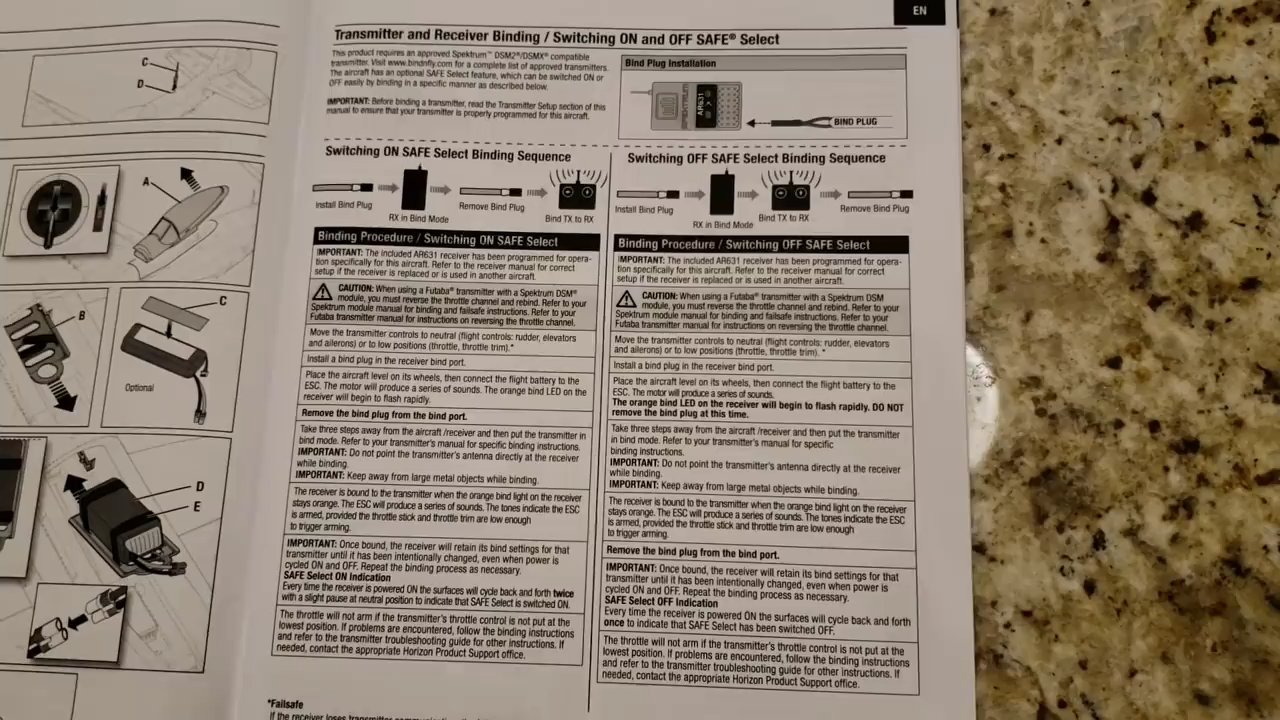 EN
Transmitter and Receiver Binding / Switching ON and OFF SAFE® Select
This product requires an approved Spektrum™ DSM2®/DSMX® compatible
transmitter. Visit www.bindnfly.com for a complete list of approved transmitters.
The aircraft has an optional SAFE Select feature, which can be switched ON or
OFF easily by binding in a specific manner as described below.
IMPORTANT: Before binding a transmitter, read the Transmitter Setup section of this
manual to ensure that your transmitter is properly programmed for this aircraft.
Bind Plug Installation
AR631
BIND PLUG
Switching ON SAFE Select Binding Sequence
Install Bind Plug
RX in Bind Mode
Remove Bind Plug
Bind TX to RX
Binding Procedure / Switching ON SAFE Select
IMPORTANT: The included AR631 receiver has been programmed for opera-
tion specifically for this aircraft. Refer to the receiver manual for correct
setup if the receiver is replaced or is used in another aircraft.
CAUTION: When using a Futaba® transmitter with a Spektrum DSM®
module, you must reverse the throttle channel and rebind. Refer to your
Spektrum module manual for binding and failsafe instructions. Refer to your
Futaba transmitter manual for instructions on reversing the throttle channel.
Move the transmitter controls to neutral (flight controls: rudder, elevators
and ailerons) or to low positions (throttle, throttle trim).*
Install a bind plug in the receiver bind port.
Place the aircraft level on its wheels, then connect the flight battery to the
ESC. The motor will produce a series of sounds. The orange bind LED on the
receiver will begin to flash rapidly.
Remove the bind plug from the bind port.
Take three steps away from the aircraft /receiver and then put the transmitter in
bind mode. Refer to your transmitter's manual for specific binding instructions.
IMPORTANT: Do not point the transmitter's antenna directly at the receiver
while binding.
IMPORTANT: Keep away from large metal objects while binding.
The receiver is bound to the transmitter when the orange bind light on the receiver
stays orange. The ESC will produce a series of sounds. The tones indicate the ESC
is armed, provided the throttle stick and throttle trim are low enough
to trigger arming.
IMPORTANT: Once bound, the receiver will retain its bind settings for that
transmitter until it has been intentionally changed, even when power is
cycled ON and OFF. Repeat the binding process as necessary.
SAFE Select ON Indication
Every time the receiver is powered ON the surfaces will cycle back and forth twice
with a slight pause at neutral position to indicate that SAFE Select is switched ON.
The throttle will not arm if the transmitter's throttle control is not put at the
lowest position. If problems are encountered, follow the binding instructions
and refer to the transmitter troubleshooting guide for other instructions. If
needed, contact the appropriate Horizon Product Support office.
Switching OFF SAFE Select Binding Sequence
Install Bind Plug
RX in Bind Mode
Bind TX to RX
Remove Bind Plug
Binding Procedure / Switching OFF SAFE Select
IMPORTANT: The included AR631 receiver has been programmed for opera-
tion specifically for this aircraft. Refer to the receiver manual for correct
setup if the receiver is replaced or is used in another aircraft.
CAUTION: When using a Futaba® transmitter with a Spektrum DSM
module, you must reverse the throttle channel and rebind. Refer to your
Spektrum module manual for binding and failsafe instructions. Refer to your
Futaba transmitter manual for instructions on reversing the throttle channel.
Move the transmitter controls to neutral (flight controls: rudder, elevators
and ailerons) or to low positions (throttle, throttle trim). *
Install a bind plug in the receiver bind port.
Place the aircraft level on its wheels, then connect the flight battery to the
ESC. The motor will produce a series of sounds.
The orange bind LED on the receiver will begin to flash rapidly. DO NOT
remove the bind plug at this time.
Take three steps away from the aircraft /receiver and then put the transmitter
in bind mode. Refer to your transmitter's manual for specific
binding instructions.
IMPORTANT: Do not point the transmitter's antenna directly at the receiver
while binding.
IMPORTANT: Keep away from large metal objects while binding.
The receiver is bound to the transmitter when the orange bind light on the receiver
stays orange. The ESC will produce a series of sounds. The tones indicate the ESC
is armed, provided the throttle stick and throttle trim are low enough
to trigger arming.
Remove the bind plug from the bind port.
IMPORTANT: Once bound, the receiver will retain its bind settings for that
transmitter until it has been intentionally changed, even when power is
cycled ON and OFF. Repeat the binding process as necessary.
SAFE Select OFF Indication
Every time the receiver is powered ON the surfaces will cycle back and forth
once to indicate that SAFE Select has been switched OFF.
The throttle will not arm if the transmitter's throttle control is not put at the
lowest position. If problems are encountered, follow the binding instructions
and refer to the transmitter troubleshooting guide for other instructions. If
needed, contact the appropriate Horizon Product Support office.
*Failsafe
If the receiver loses transmitter
C
D
A
B
C
Optional
D
E